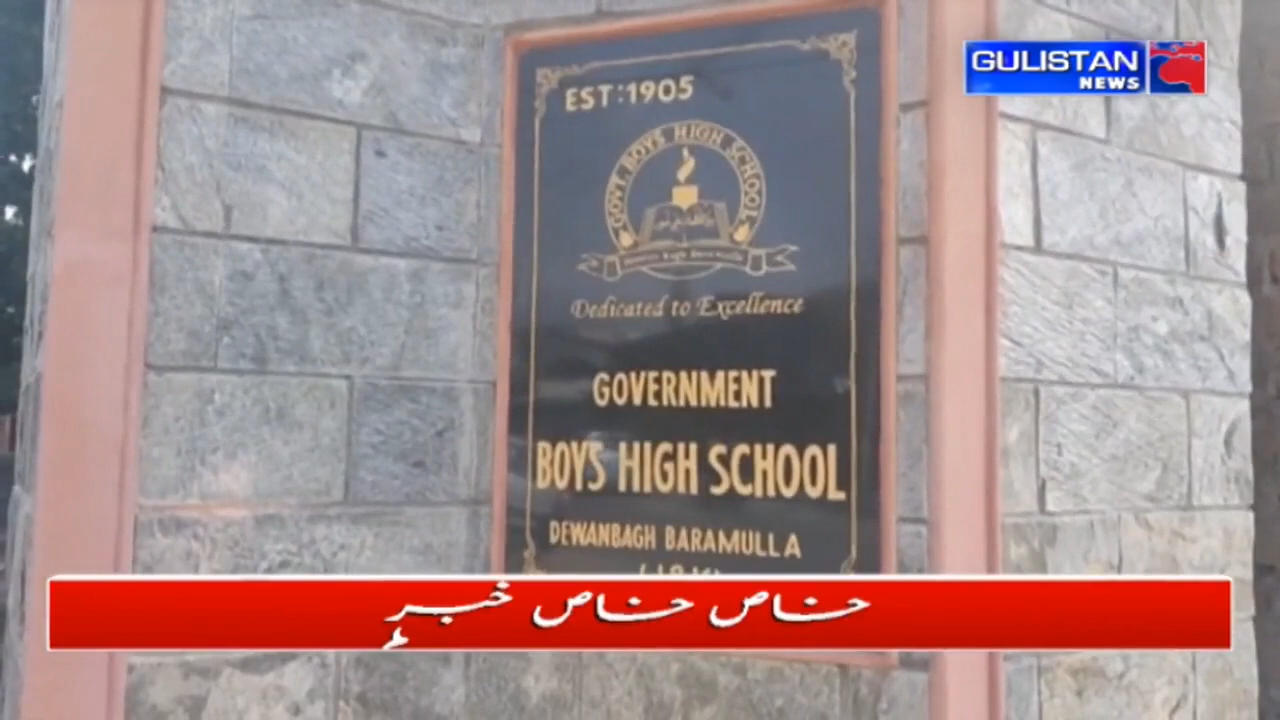 GULISTAN
NEWS
EST:1905
GOVT. BOYS HIGH SCHOOL
Dedicated to Excellence
GOVERNMENT
BOYS HIGH SCHOOL
DEWANBAGH BARAMULLA
خاص خاص خبریں